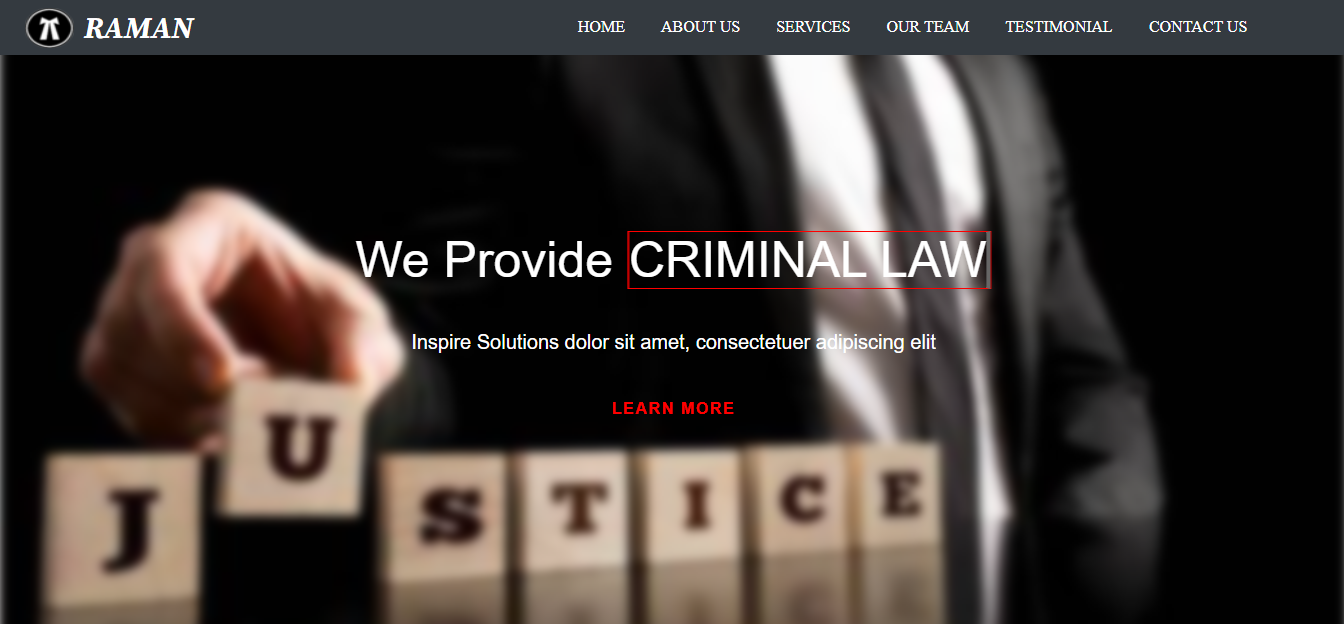 RAMAN
HOME ABOUT US SERVICES OUR TEAM TESTIMONIAL CONTACT US
We Provide CRIMINAL LAW
Inspire Solutions dolor sit amet, consectetuer adipiscing elit
LEARN MORE
JUSTICE